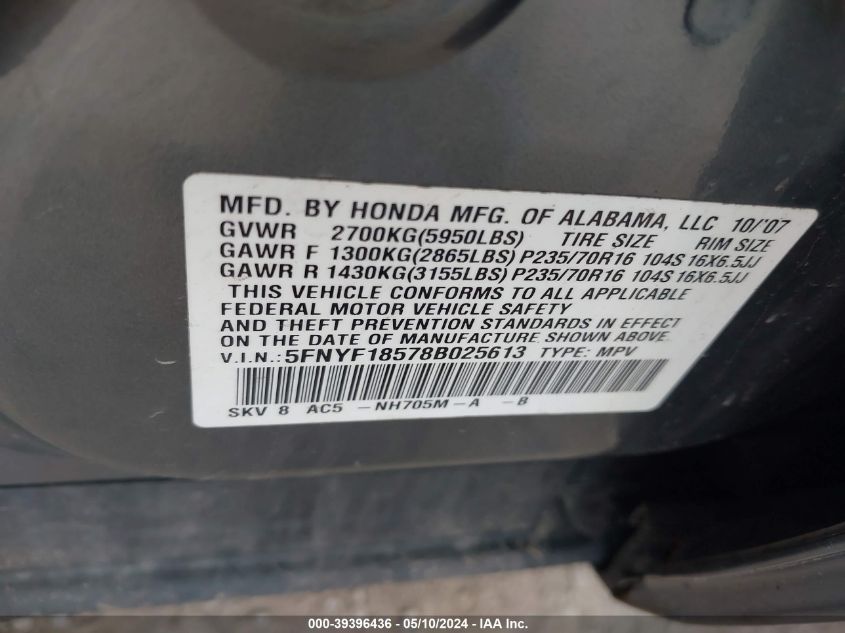 MFD. BY HONDA MFG. OF ALABAMA, LLC 10/'07
GVWR 2700KG(5950LBS) TIRE SIZE RIM SIZE
GAWR F 1300KG(2865LBS) P235/70R16 104S 16X6.5JJ
GAWR R 1430KG(3155LBS) P235/70R16 104S 16X6.5JJ
THIS VEHICLE CONFORMS TO ALL APPLICABLE
FEDERAL MOTOR VEHICLE SAFETY
AND THEFT PREVENTION STANDARDS IN EFFECT
ON THE DATE OF MANUFACTURE SHOWN ABOVE.
V.I.N.: 5FNYF18578B025613 TYPE: MPV
SKV 8 AC5 -NH705M-A -B
000-39396436 - 05/10/2024 - IAA Inc.